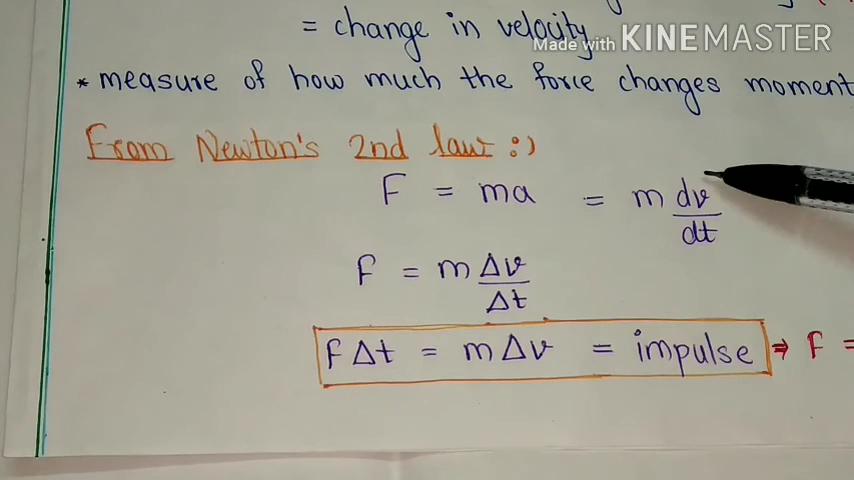 = change in velocity
Made with KINEMASTER
* measure of how much the force changes moment
From Newton's 2nd law :)
F = ma = m dv/dt
F = m Δv/Δt
FΔt = mΔv = impulse ⇒ F =